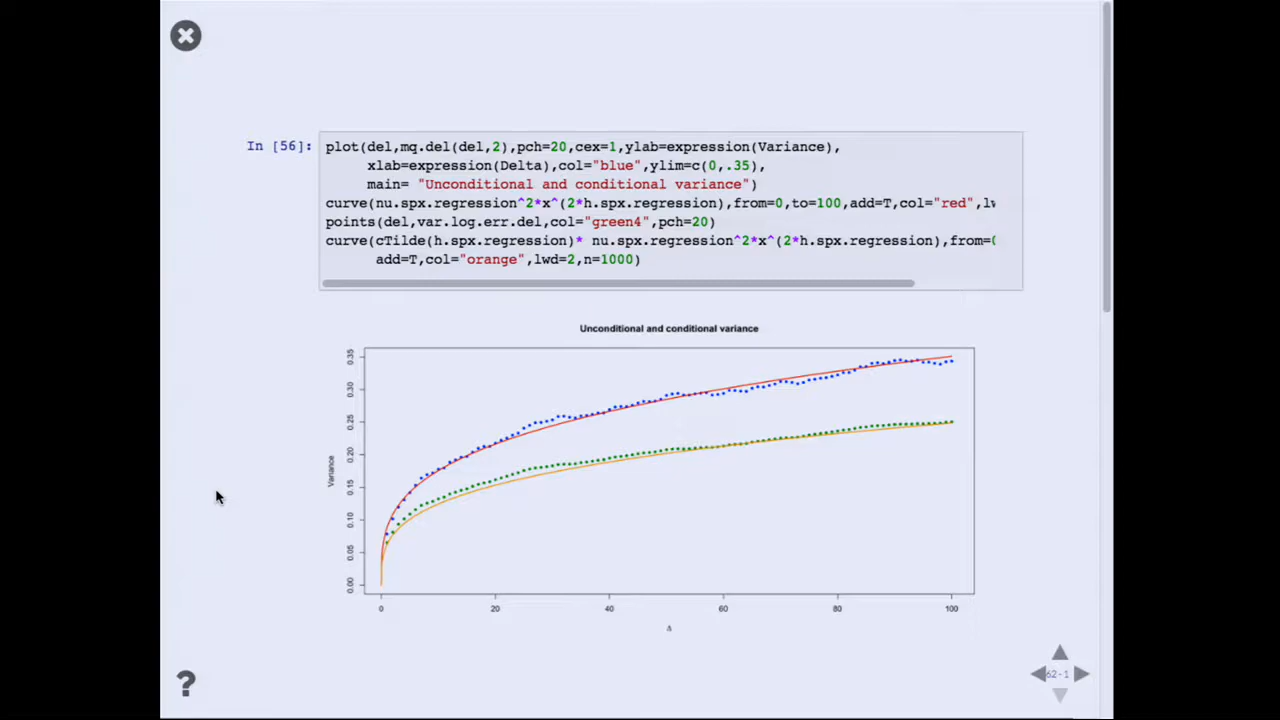 In [56]:
plot(del,mq.del(del,2),pch=20,cex=1,ylab=expression(Variance),
xlab=expression(Delta),col="blue",ylim=c(0,.35),
main= "Unconditional and conditional variance")
curve(nu.spx.regression^2*x^(2*h.spx.regression),from=0,to=100,add=T,col="red",lw
points(del,var.log.err.del,col="green4",pch=20)
curve(cTilde(h.spx.regression)* nu.spx.regression^2*x^(2*h.spx.regression),from=0
add=T,col="orange",lwd=2,n=1000)
Unconditional and conditional variance
Variance
0.35
0.30
0.25
0.20
0.15
0.10
0.05
0.00
0 20 40 60 80 100
Δ
?
62-1